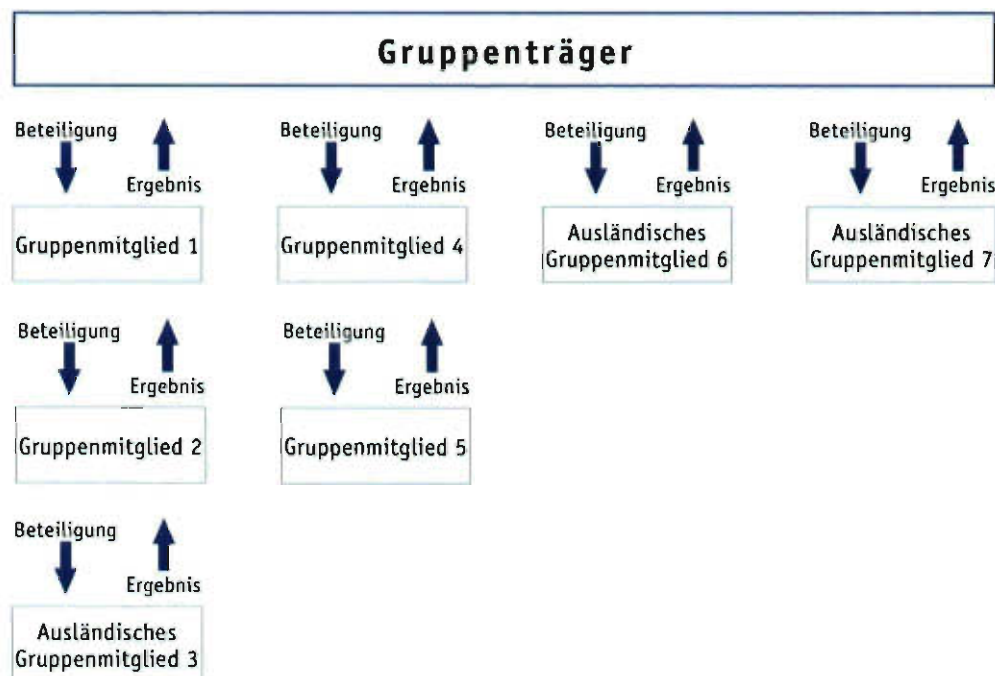 Gruppenträger
Beteiligung
Ergebnis
Beteiligung
Ergebnis
Beteiligung
Ergebnis
Beteiligung
Ergebnis
Gruppenmitglied 1
Gruppenmitglied 4
Ausländisches
Gruppenmitglied 6
Ausländisches
Gruppenmitglied 7
Beteiligung
Ergebnis
Beteiligung
Ergebnis
Gruppenmitglied 2
Gruppenmitglied 5
Beteiligung
Ergebnis
Ausländisches
Gruppenmitglied 3